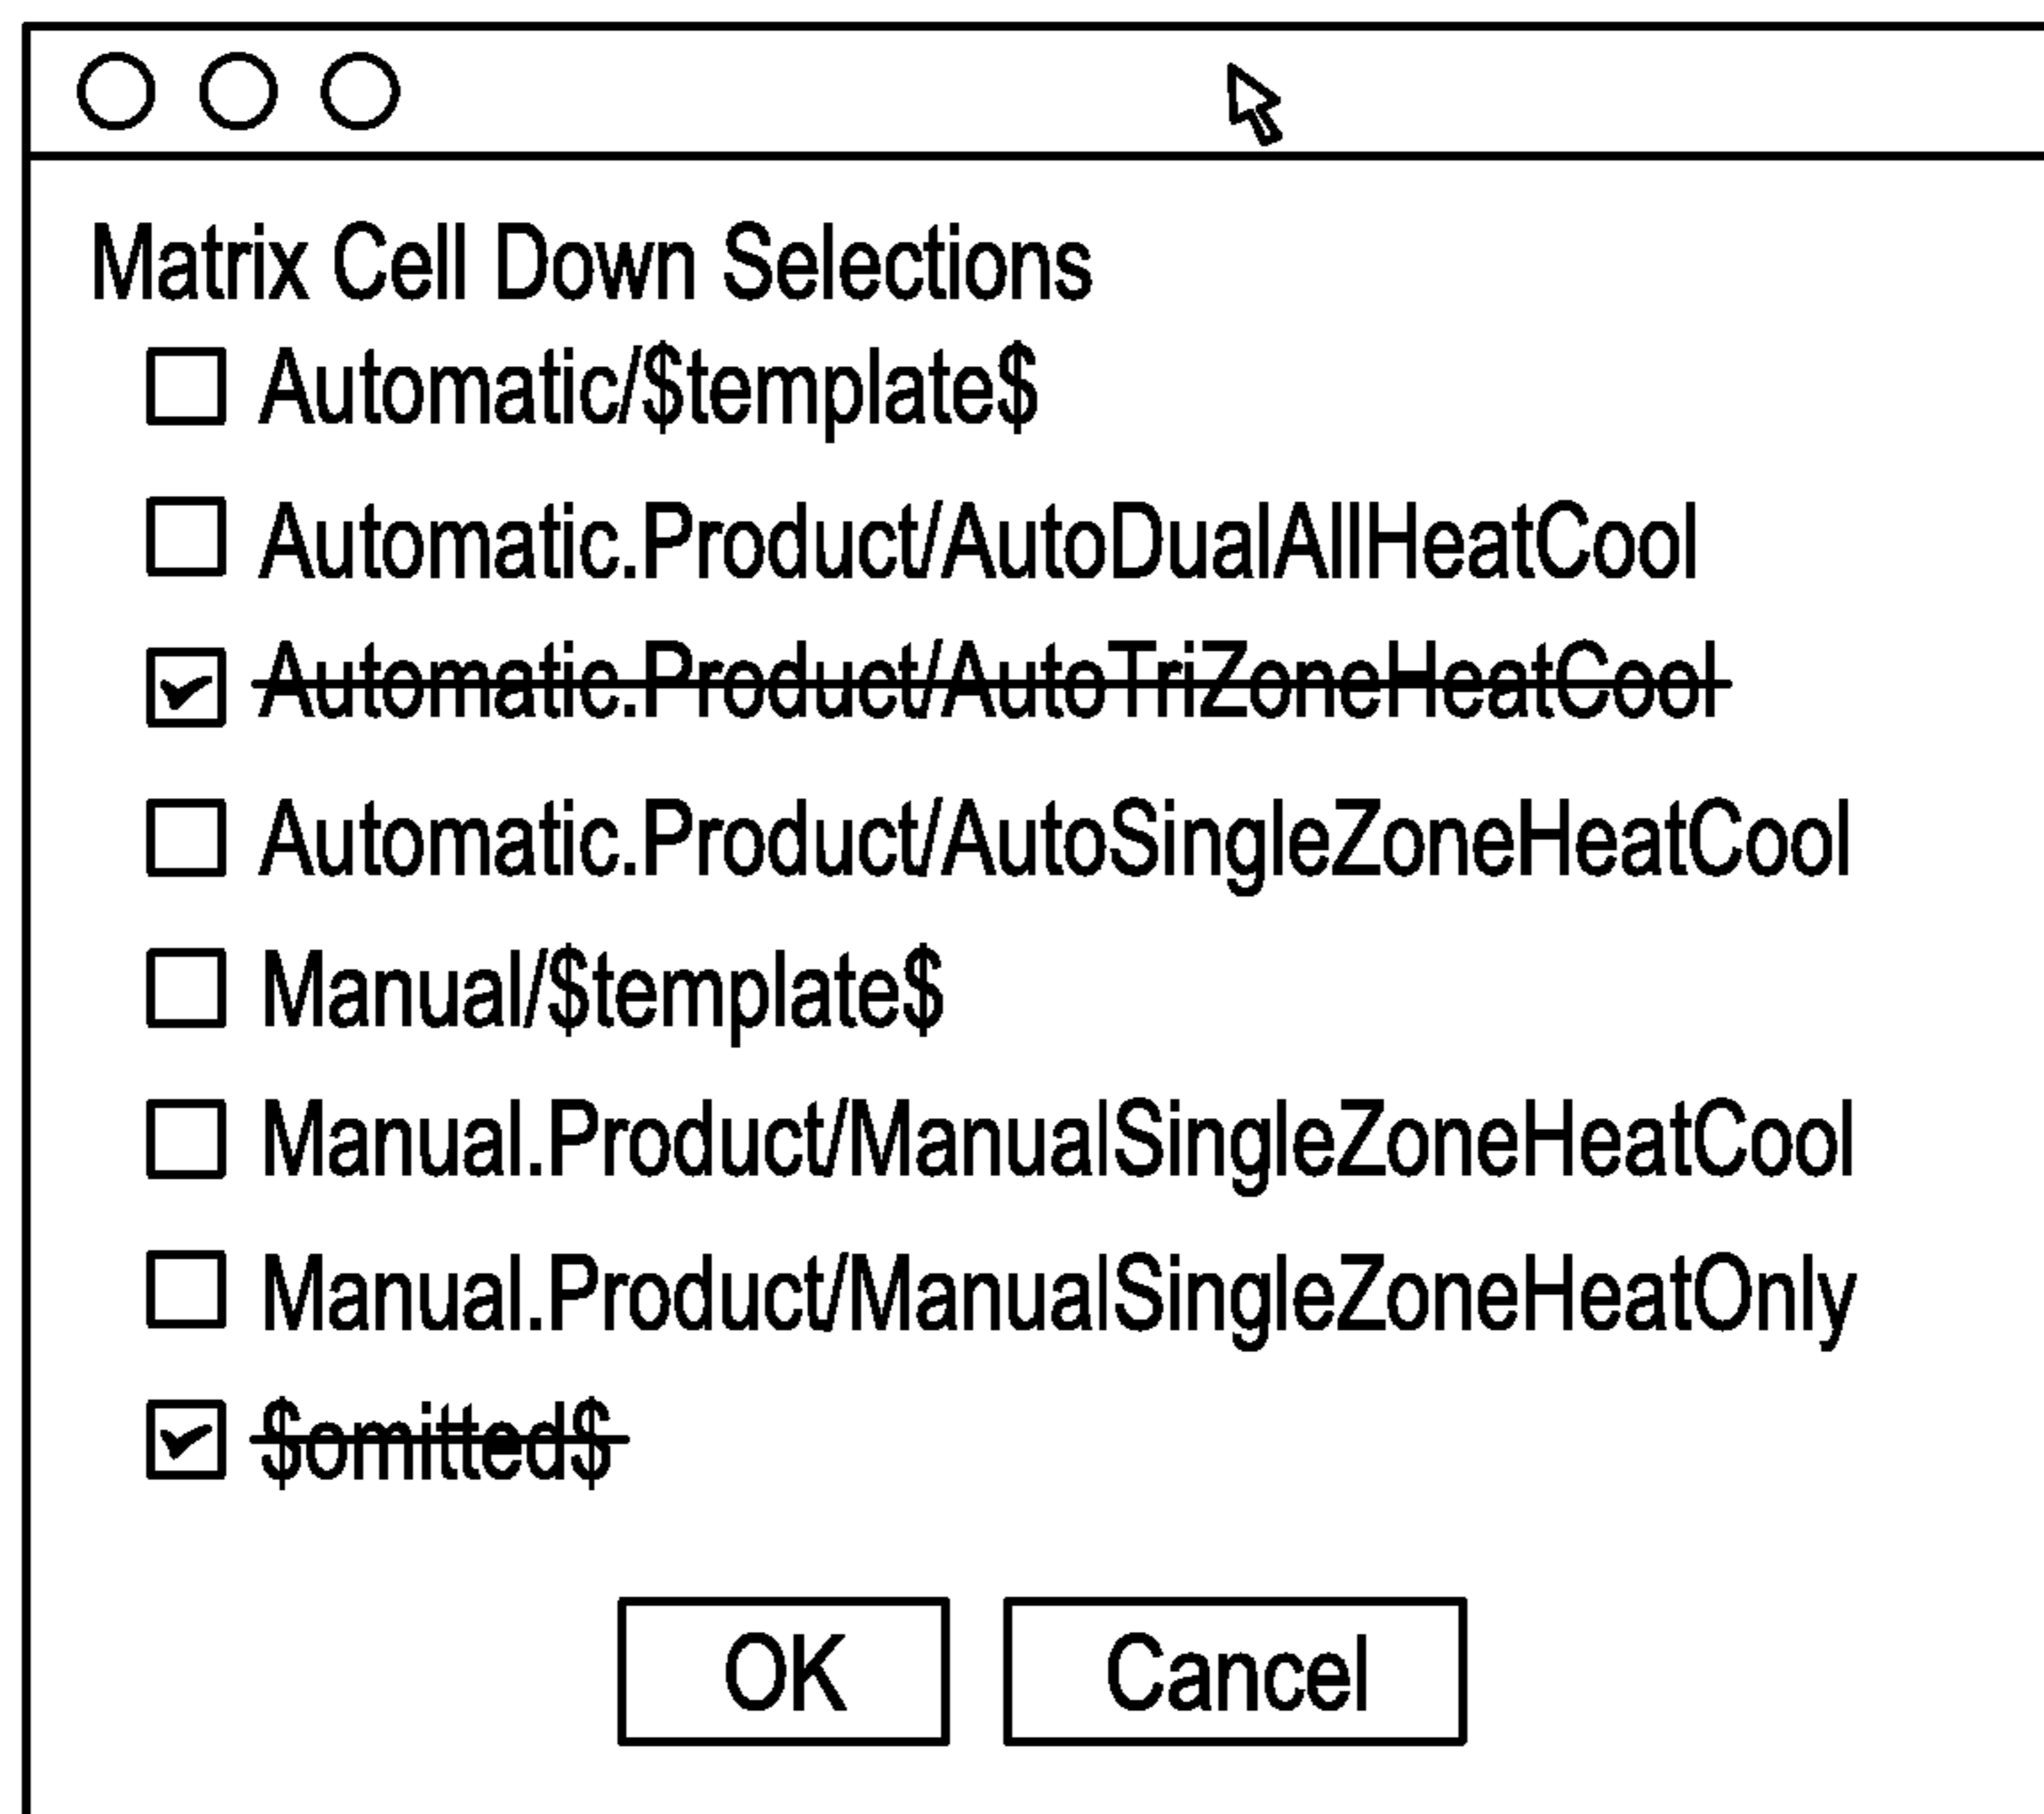 Matrix Cell Down Selections
Automatic/$template$
Automatic.Product/AutoDualAllHeatCool
Automatic.Product/AutoTriZoneHeatCool
Automatic.Product/AutoSingleZoneHeatCool
Manual/$template$
Manual.Product/ManualSingleZoneHeatCool
Manual.Product/ManualSingleZoneHeatOnly
$omitted$
OK Cancel